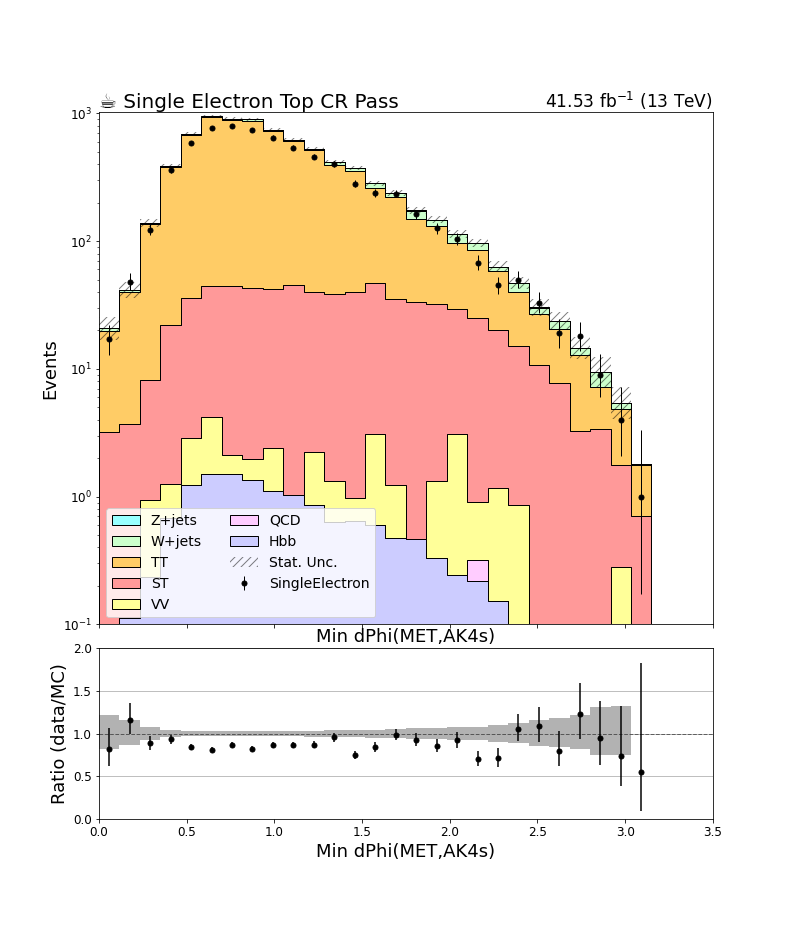 ☕ Single Electron Top CR Pass
41.53 fb⁻¹ (13 TeV)
10³
10²
10¹
10⁰
10⁻¹
Events
Z+jets
W+jets
TT
ST
VV
QCD
Hbb
Stat. Unc.
SingleElectron
Min dPhi(MET,AK4s)
2.0
1.5
1.0
0.5
0.0
Ratio (data/MC)
0.0 0.5 1.0 1.5 2.0 2.5 3.0 3.5
Min dPhi(MET,AK4s)